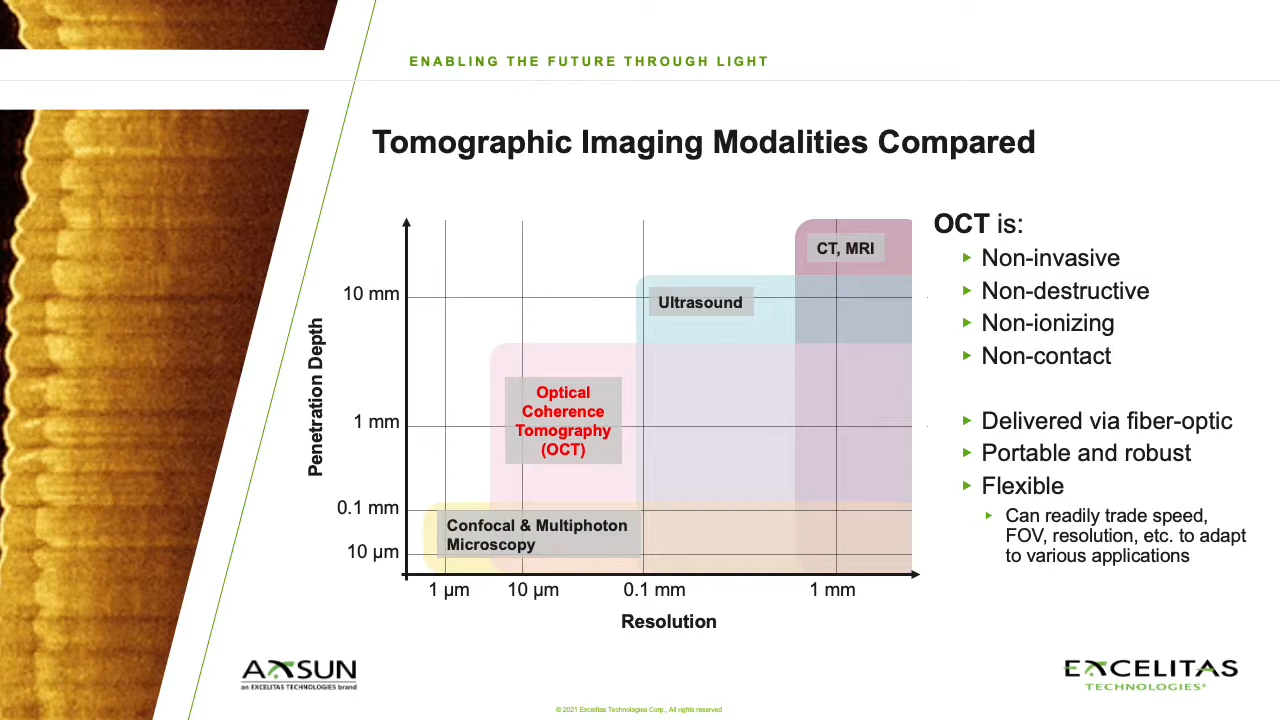 ENABLING THE FUTURE THROUGH LIGHT
Tomographic Imaging Modalities Compared
Penetration Depth
10 mm
1 mm
0.1 mm
10 µm
CT, MRI
Ultrasound
Optical
Coherence
Tomography
(OCT)
Confocal & Multiphoton
Microscopy
1 µm
10 µm
0.1 mm
1 mm
Resolution
OCT is:
Non-invasive
Non-destructive
Non-ionizing
Non-contact
Delivered via fiber-optic
Portable and robust
Flexible
Can readily trade speed,
FOV, resolution, etc. to adapt
to various applications
AXSUN
an EXCELITAS TECHNOLOGIES brand
EXCELITAS
TECHNOLOGIES®
© 2021 Excelitas Technologies Corp., All rights reserved